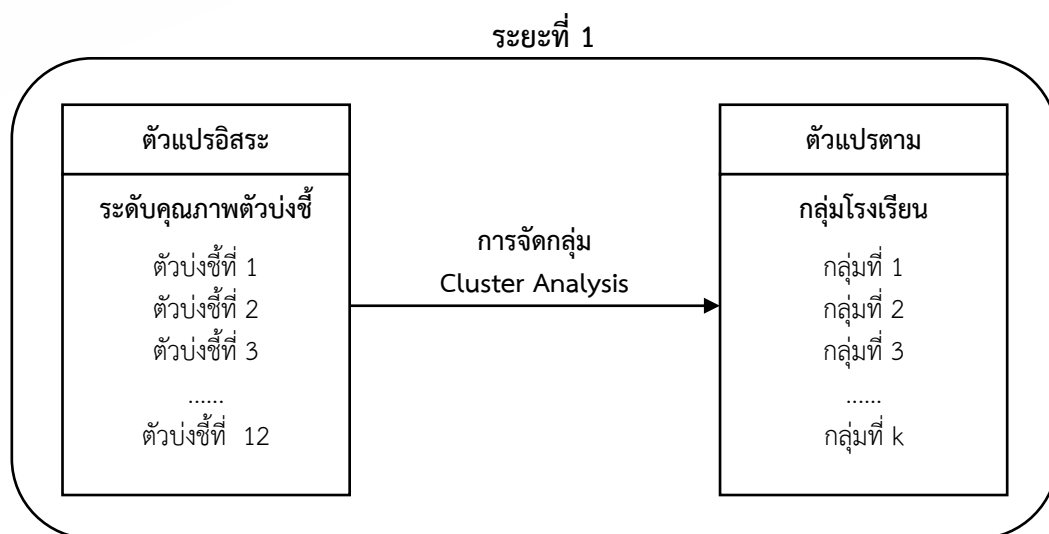 ระยะที่ 1
ตัวแปรอิสระ
ระดับคุณภาพตัวบ่งชี้
ตัวบ่งชี้ที่ 1
ตัวบ่งชี้ที่ 2
ตัวบ่งชี้ที่ 3
......
ตัวบ่งชี้ที่ 12
การจัดกลุ่ม
Cluster Analysis
ตัวแปรตาม
กลุ่มโรงเรียน
กลุ่มที่ 1
กลุ่มที่ 2
กลุ่มที่ 3
......
กลุ่มที่ k